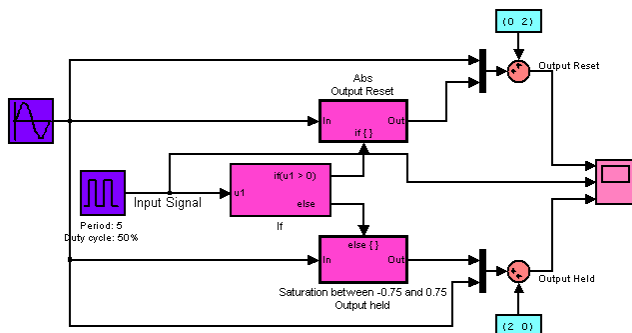 (0 2)
Output Reset
Abs
Output Reset
In
Out
if { }
if(u1 > 0)
u1
else
If
Input Signal
Period: 5
Duty cycle: 50%
else { }
In
Out
Saturation between -0.75 and 0.75
Output held
Output Held
(2 0)